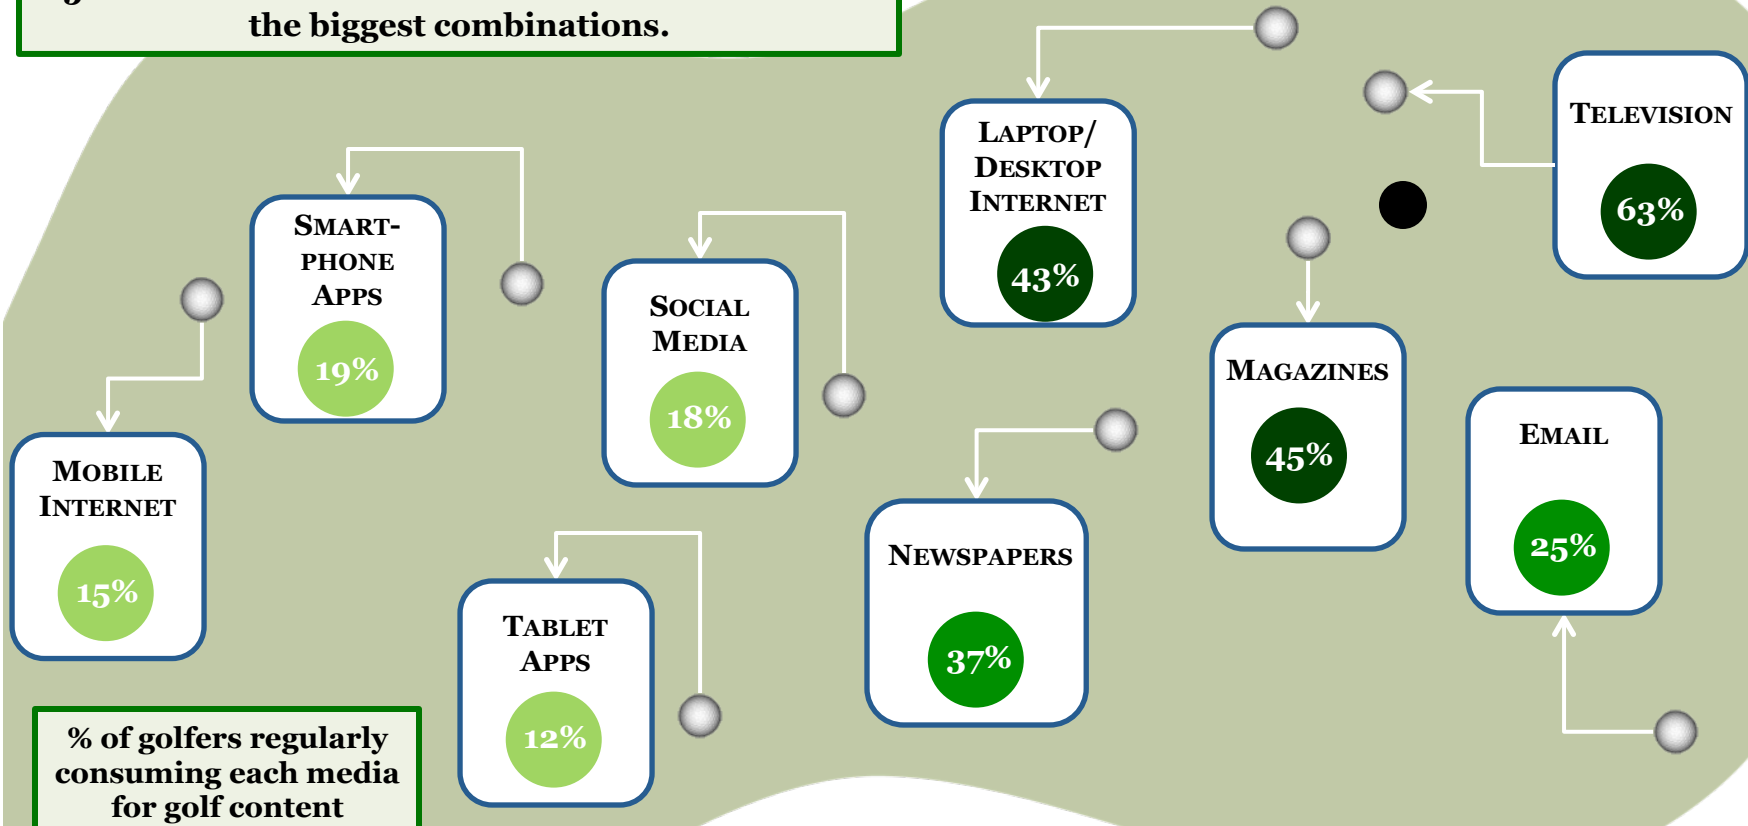 the biggest combinations.
TELEVISION
63%
LAPTOP/
DESKTOP
INTERNET
43%
SMART-
PHONE
APPS
19%
SOCIAL
MEDIA
18%
MAGAZINES
45%
EMAIL
25%
MOBILE
INTERNET
15%
NEWSPAPERS
37%
TABLET
APPS
12%
% of golfers regularly
consuming each media
for golf content